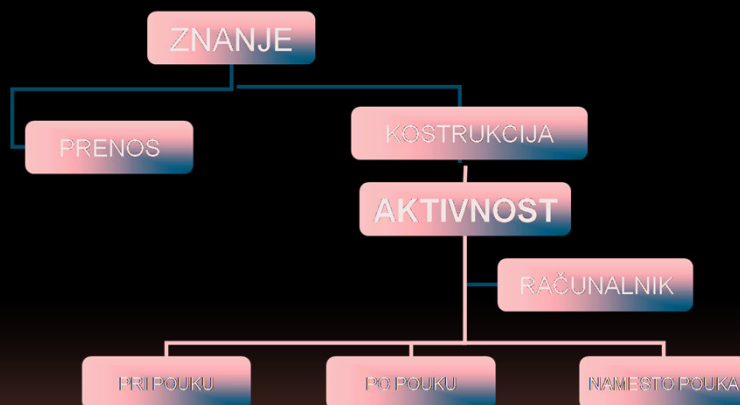 ZNANJE
PRENOS
KOSTRUKCIJA
AKTIVNOST
RAČUNALNIK
PRI POUKU
PO POUKU
NAMESTO POUKA